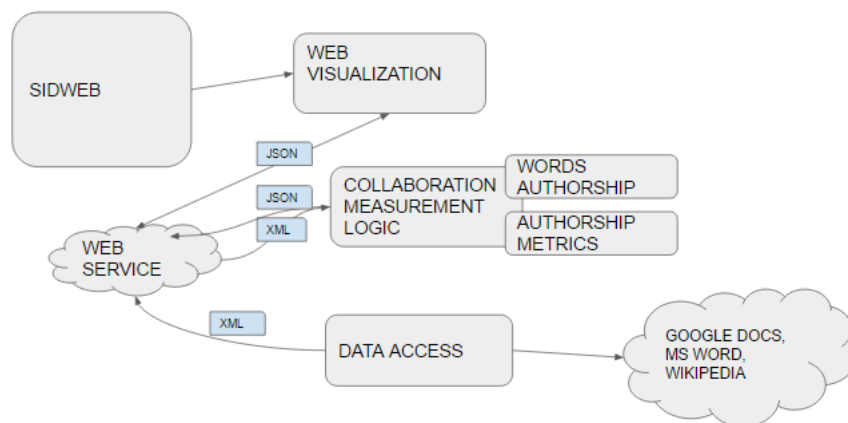 WEB
VISUALIZATION
SIDWEB
JSON
JSON
XML
COLLABORATION
MEASUREMENT
LOGIC
WORDS
AUTHORSHIP
AUTHORSHIP
METRICS
WEB
SERVICE
XML
DATA ACCESS
GOOGLE DOCS,
MS WORD,
WIKIPEDIA